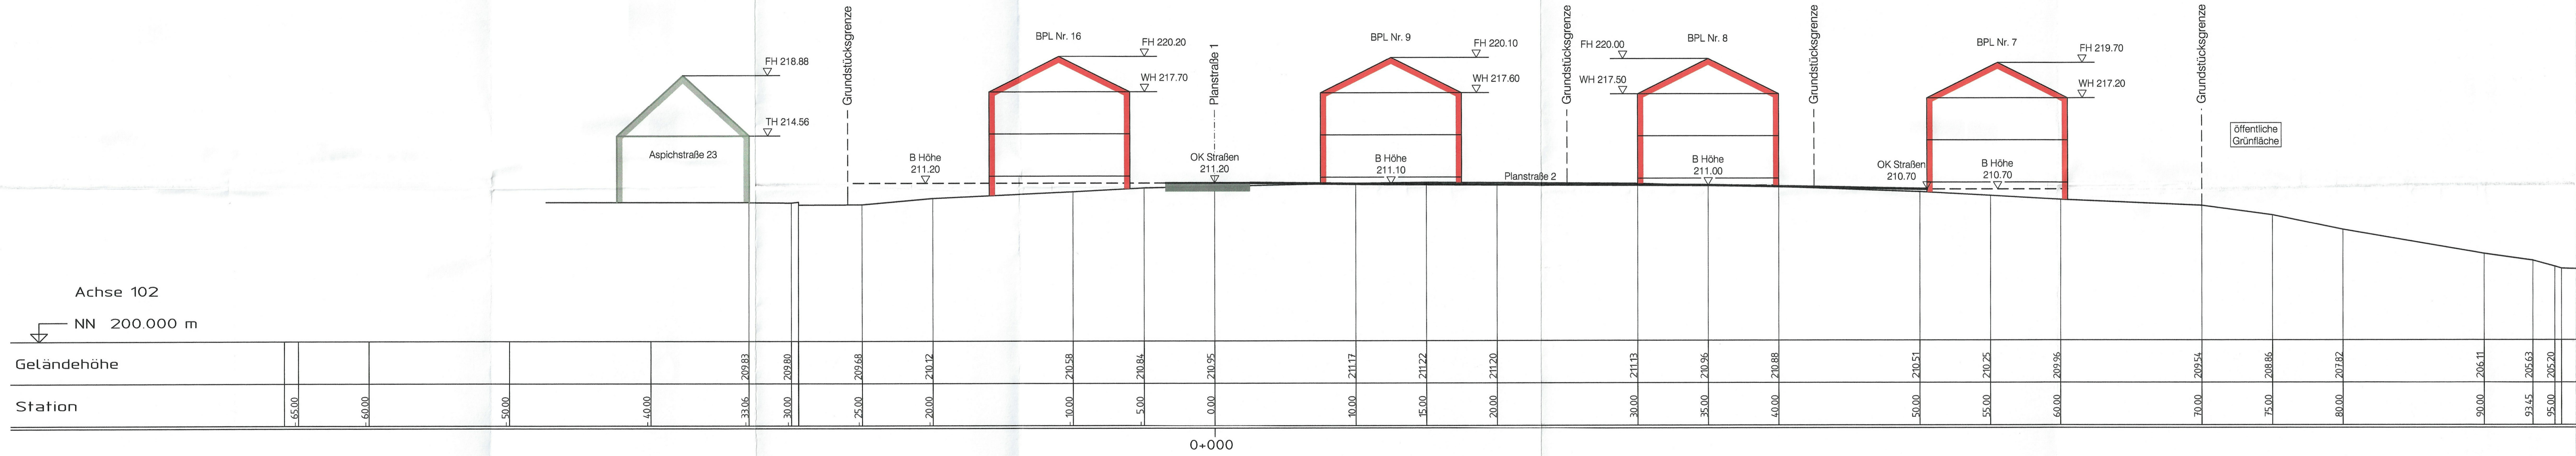 Grundstücksgrenze
Planstraße 1
Grundstücksgrenze
Grundstücksgrenze
Grundstücksgrenze
BPL Nr. 16
BPL Nr. 9
BPL Nr. 8
BPL Nr. 7
FH 218.88
FH 220.20
FH 220.10
FH 220.00
FH 219.70
TH 214.56
WH 217.70
WH 217.60
WH 217.50
WH 217.20
öffentliche
Grünfläche
Aspichstraße 23
B Höhe
211.20
OK Straßen
211.20
B Höhe
211.10
Planstraße 2
B Höhe
211.00
OK Straßen
210.70
B Höhe
210.70
Achse 102
NN 200.000 m
Geländehöhe
209.83 209.80 209.68 210.12 210.58 210.84 210.95 211.17 211.22 211.20 211.13 210.96 210.88 210.51 210.25 209.96 209.54 208.86 207.82 206.11 205.63 205.20
Station
-65.00 -60.00 -50.00 -40.00 -33.06 -30.00 -25.00 -20.00 -10.00 -5.00 0.00 10.00 15.00 20.00 30.00 35.00 40.00 50.00 55.00 60.00 70.00 75.00 80.00 90.00 93.45 95.00
0+000